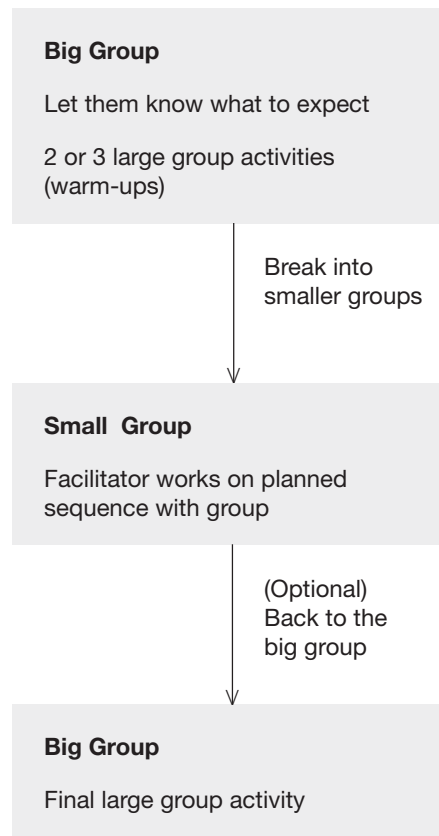 Big Group
Let them know what to expect
2 or 3 large group activities
(warm-ups)
Break into
smaller groups
Small Group
Facilitator works on planned
sequence with group
(Optional)
Back to the
big group
Big Group
Final large group activity